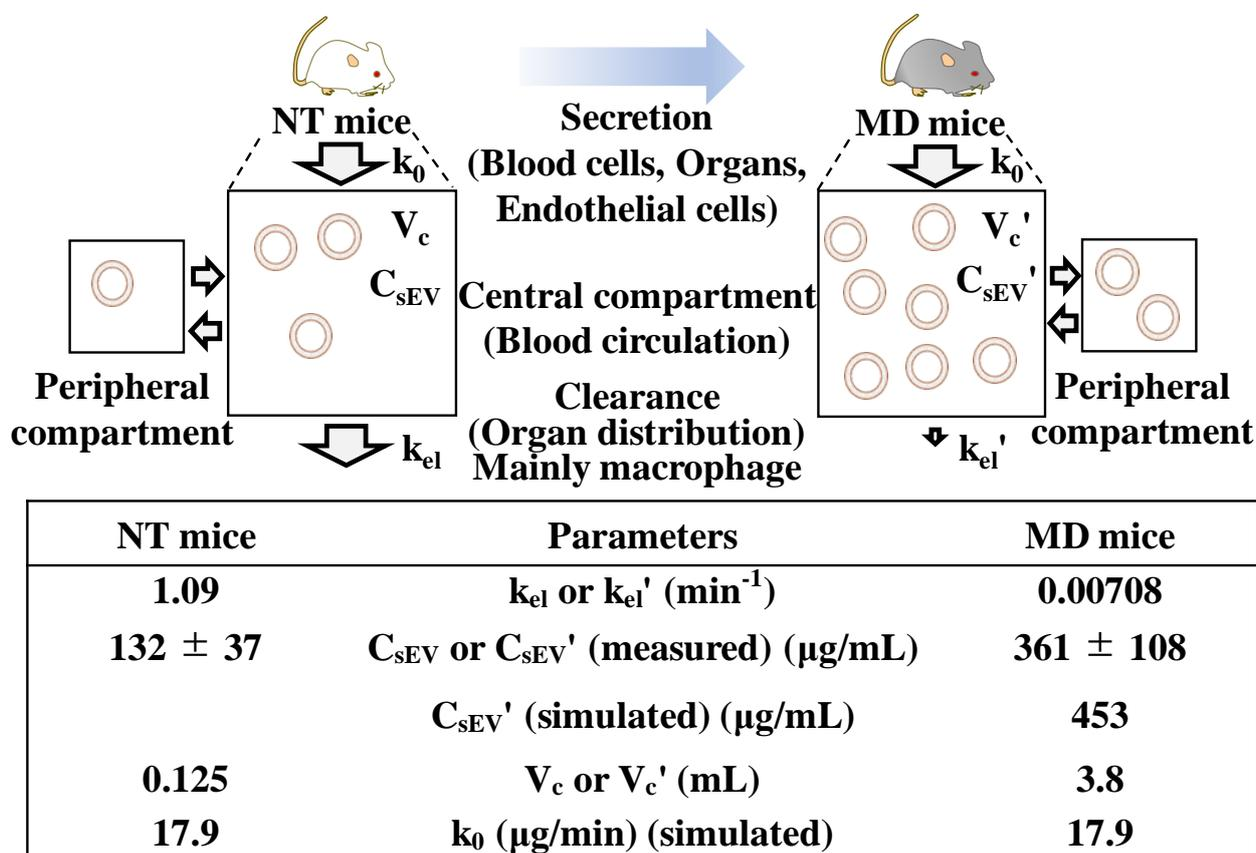 NT mice
MD mice
Secretion
(Blood cells, Organs,
Endothelial cells)
k0
k0
Vc
CsEV
Vc'
CsEV'
Central compartment
(Blood circulation)
Peripheral
compartment
Peripheral
compartment
Clearance
(Organ distribution)
Mainly macrophage
kel
kel'
NT mice Parameters MD mice
1.09 kel or kel' (min-1) 0.00708
132 ± 37 CsEV or CsEV' (measured) (μg/mL) 361 ± 108
CsEV' (simulated) (μg/mL) 453
0.125 Vc or Vc' (mL) 3.8
17.9 k0 (μg/min) (simulated) 17.9